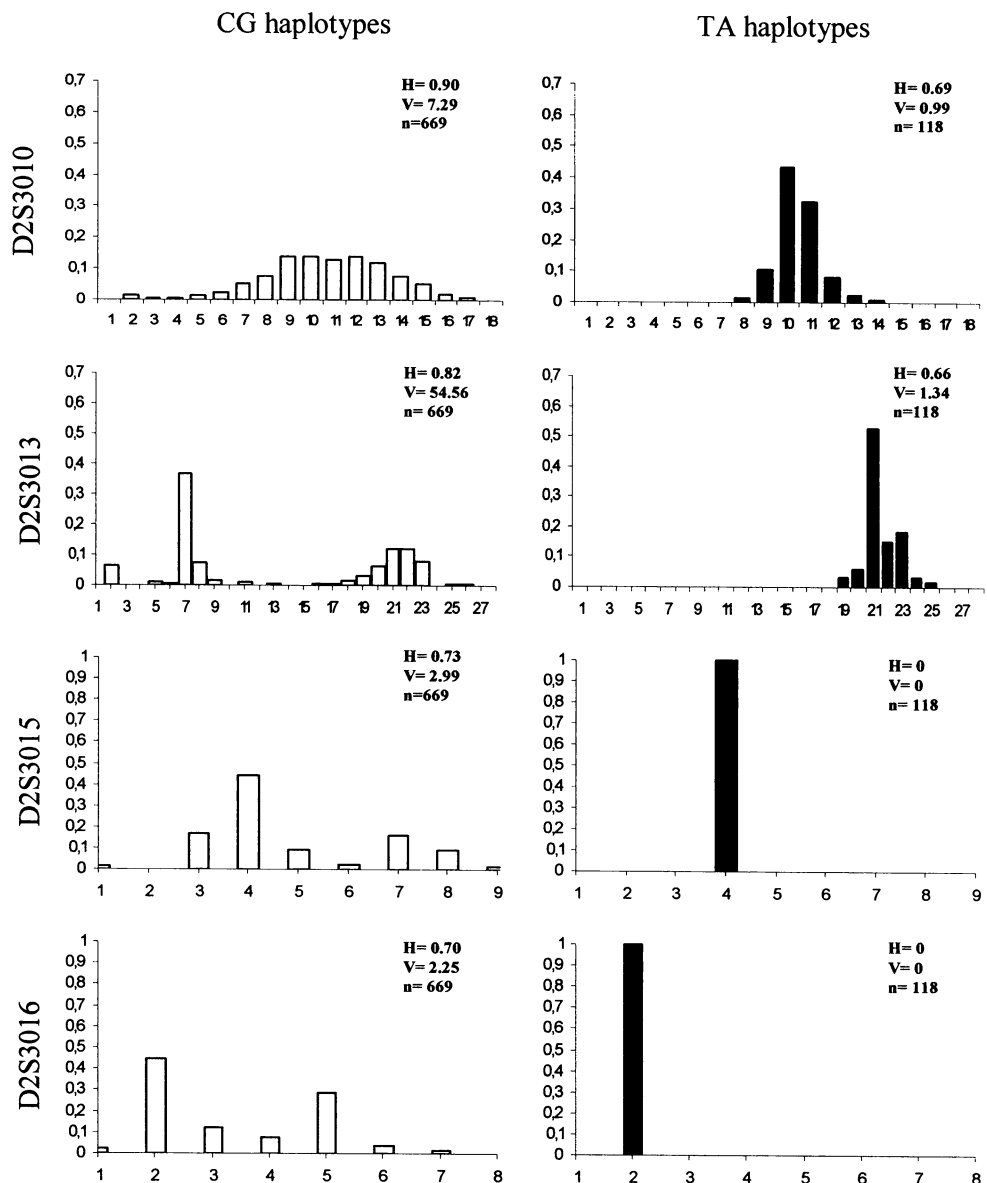 CG haplotypes
TA haplotypes
D2S3010
0,7
0,6
0,5
0,4
0,3
0,2
0,1
0
H= 0.90
V= 7.29
n=669
1 2 3 4 5 6 7 8 9 10 11 12 13 14 15 16 17 18
0,7
0,6
0,5
0,4
0,3
0,2
0,1
0
H= 0.69
V= 0.99
n= 118
1 2 3 4 5 6 7 8 9 10 11 12 13 14 15 16 17 18
D2S3013
0,7
0,6
0,5
0,4
0,3
0,2
0,1
0
H= 0.82
V= 54.56
n= 669
1 3 5 7 9 11 13 15 17 19 21 23 25 27
0,7
0,6
0,5
0,4
0,3
0,2
0,1
0
H= 0.66
V= 1.34
n=118
1 3 5 7 9 11 13 15 17 19 21 23 25 27
D2S3015
1
0,9
0,8
0,7
0,6
0,5
0,4
0,3
0,2
0,1
0
H= 0.73
V= 2.99
n=669
1 2 3 4 5 6 7 8 9
1
0,9
0,8
0,7
0,6
0,5
0,4
0,3
0,2
0,1
0
H= 0
V= 0
n= 118
1 2 3 4 5 6 7 8 9
D2S3016
1
0,9
0,8
0,7
0,6
0,5
0,4
0,3
0,2
0,1
0
H= 0.70
V= 2.25
n= 669
1 2 3 4 5 6 7 8
1
0,9
0,8
0,7
0,6
0,5
0,4
0,3
0,2
0,1
0
H= 0
V= 0
n= 118
1 2 3 4 5 6 7 8